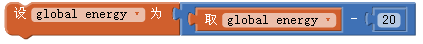 设 global energy 为 取 global energy - 20